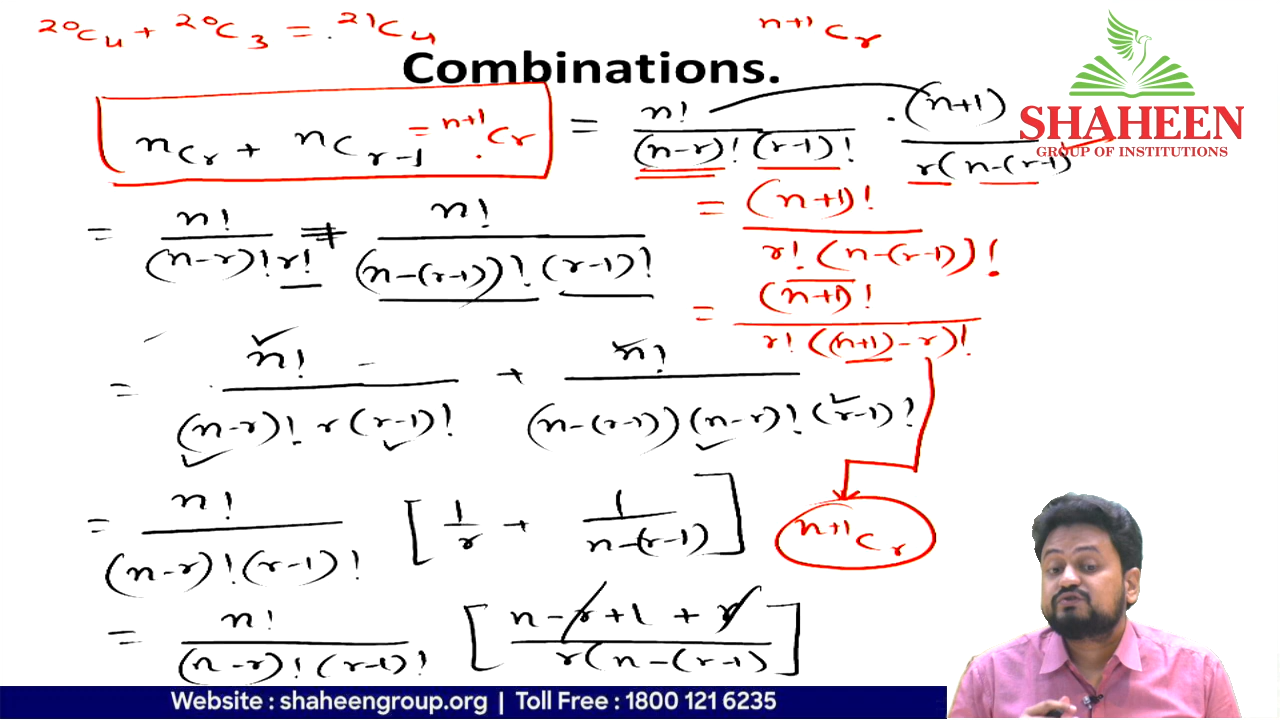 ²⁰C₄ + ²⁰C₃ = ²¹C₄
ⁿ⁺¹Cᵣ
Combinations.
SHAHEEN
GROUP OF INSTITUTIONS
nCᵣ + nCᵣ₋₁ = ⁿ⁺¹Cᵣ
= n! / (n-r)! (r-1)! . (n+1) / r(n-(r-1)
= n! / (n-r)! r! + n! / (n-(r-1))! (r-1)!
= (n+1)! / r! (n-(r-1))!
= (n+1)! / r! ((n+1)-r)!
= n! / (n-r)! r (r-1)! + n! / (n-(r-1)) (n-r)! (r-1)!
= n! / (n-r)! (r-1)! [ 1/r + 1 / n-(r-1) ]
ⁿ⁺¹Cᵣ
= n! / (n-r)! (r-1)! [ n-r+1 + r / r(n-(r-1) ]
Website : shaheengroup.org | Toll Free : 1800 121 6235